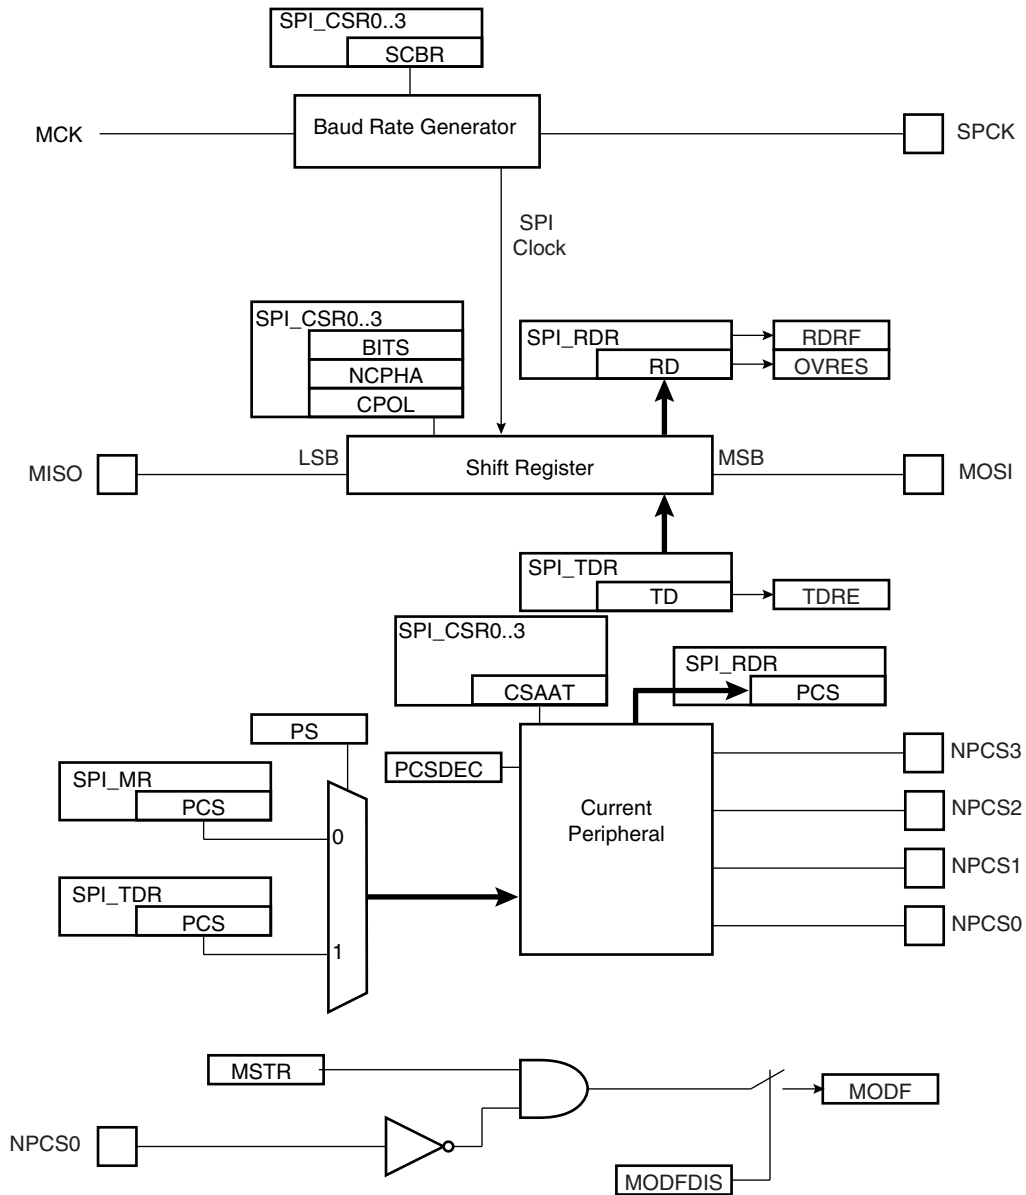 SPI_CSR0..3
SCBR
MCK
Baud Rate Generator
SPCK
SPI
Clock
SPI_CSR0..3
BITS
NCPHA
CPOL
SPI_RDR
RD
RDRF
OVRES
MISO
LSB
Shift Register
MSB
MOSI
SPI_TDR
TD
TDRE
SPI_CSR0..3
CSAAT
SPI_RDR
PCS
PS
PCSDEC
SPI_MR
PCS
0
SPI_TDR
PCS
1
Current
Peripheral
NPCS3
NPCS2
NPCS1
NPCS0
MSTR
MODF
NPCS0
MODFDIS